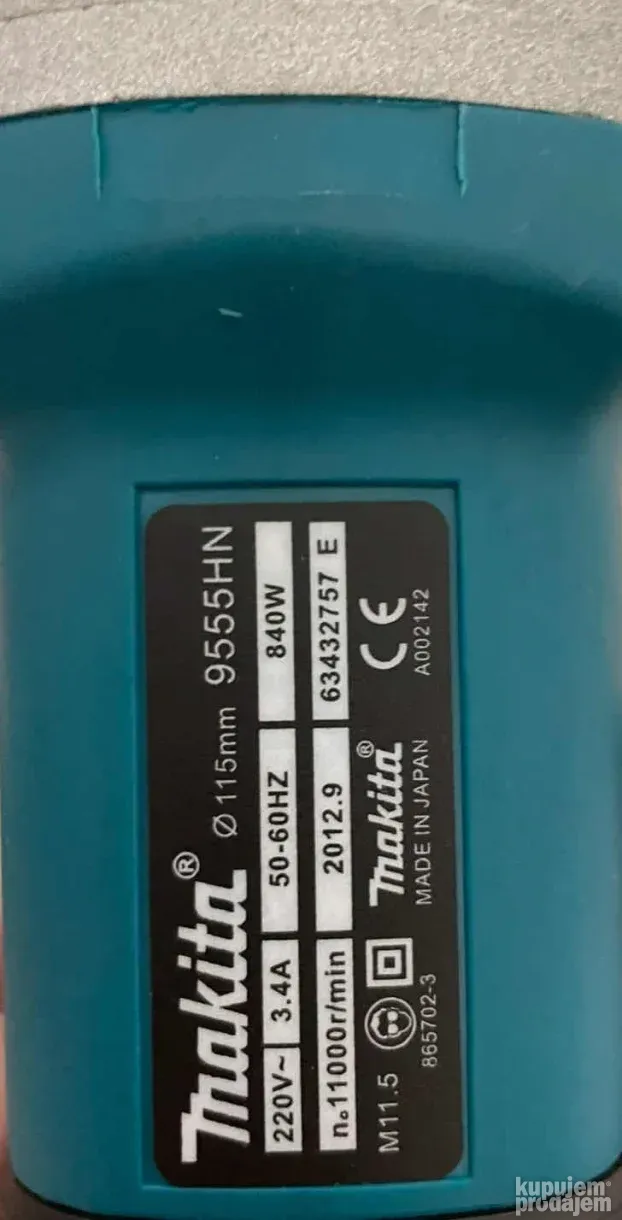 Makita® Ø115mm 9555HN
220V~ 3.4A 50-60HZ 840W
n₀11000r/min 2012.9 63432757 E
M11.5 Makita® CE
865702-3 MADE IN JAPAN A002142
kupujem
prodajem